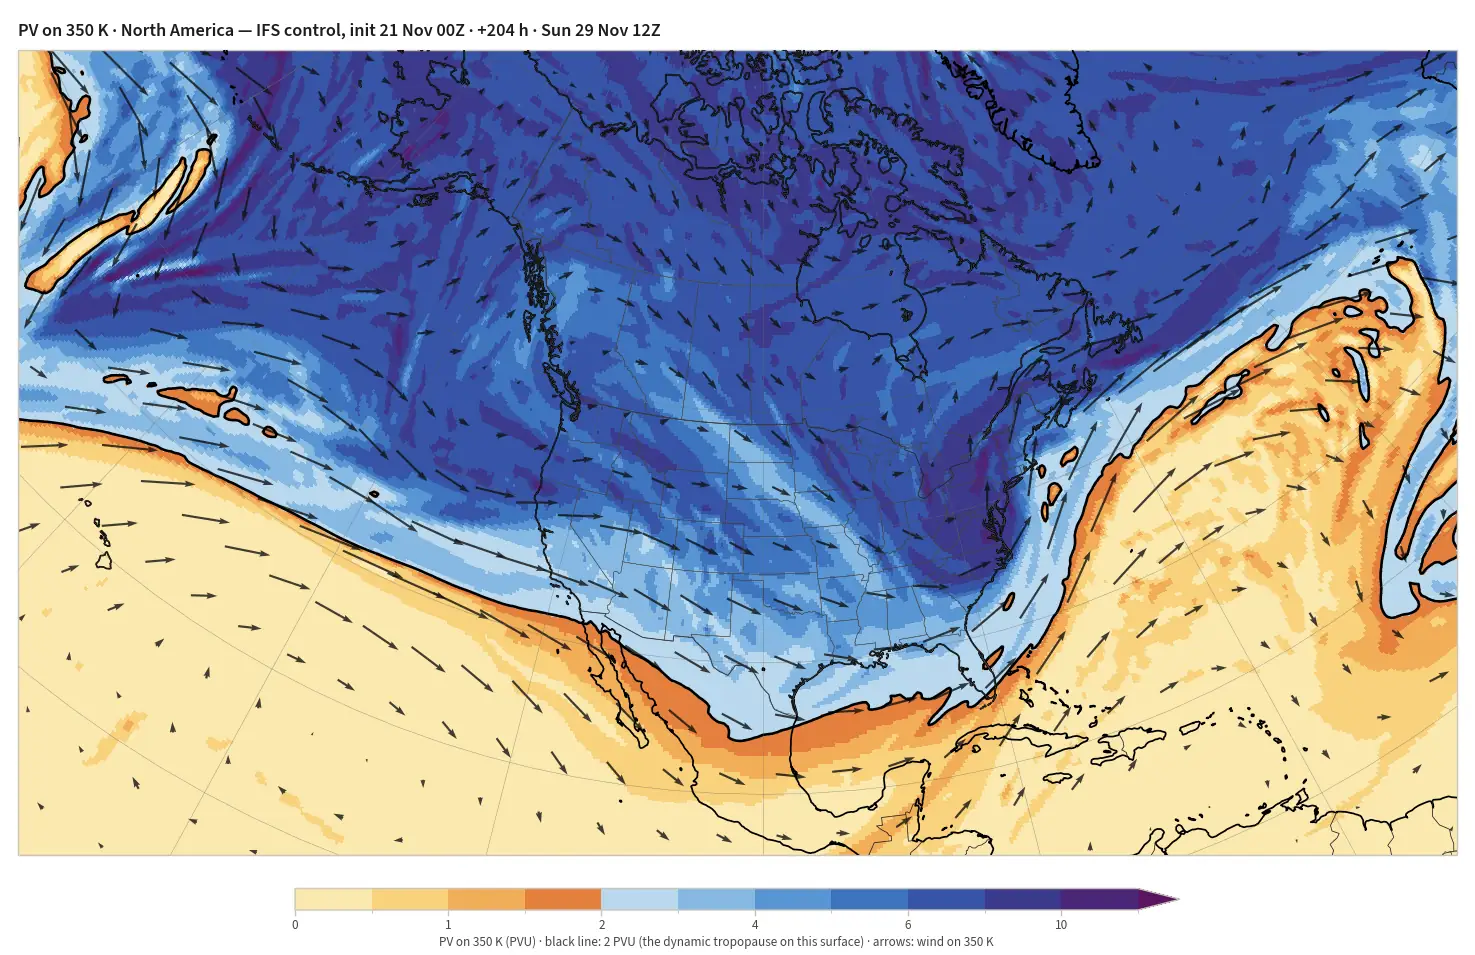 PV on 350 K · North America — IFS control, init 21 Nov 00Z · +204 h · Sun 29 Nov 12Z
0 1 2 4 6 10
PV on 350 K (PVU) · black line: 2 PVU (the dynamic tropopause on this surface) · arrows: wind on 350 K